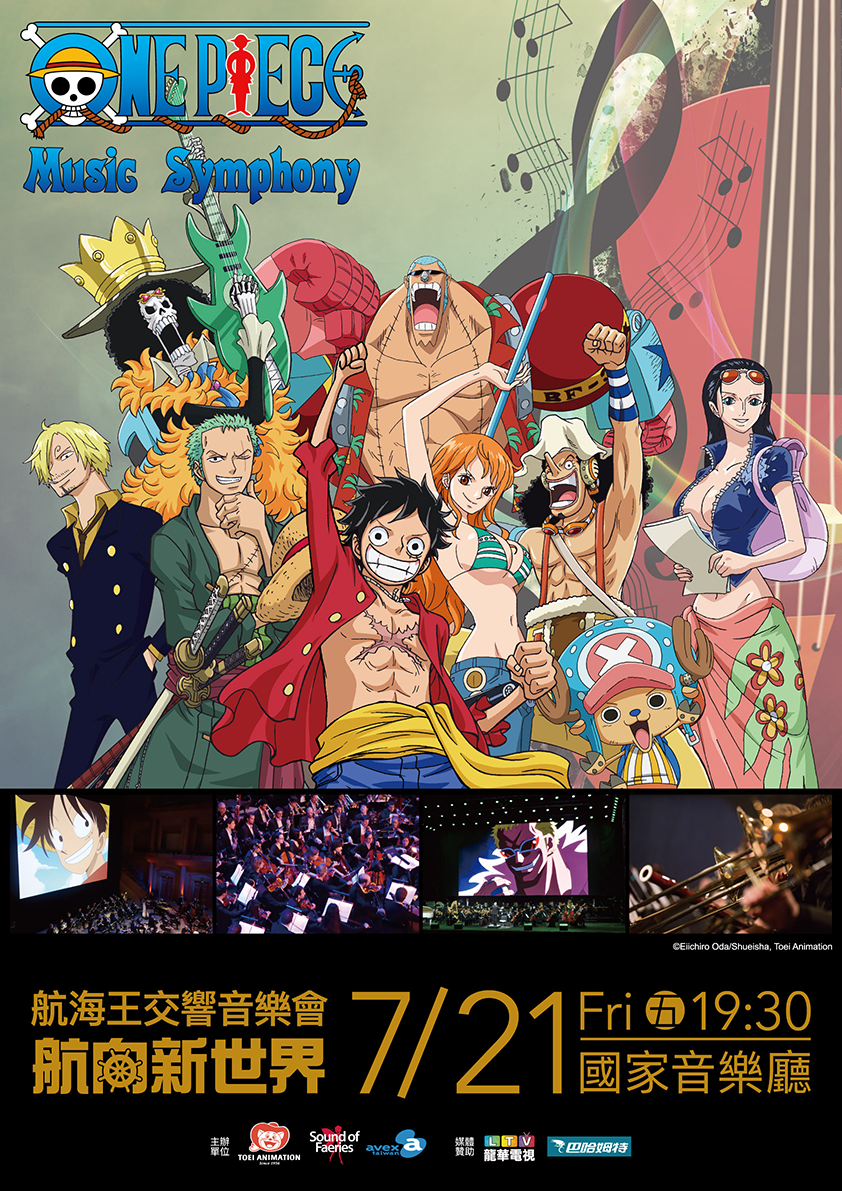 ONE PIECE
Music Symphony
BF-
©Eiichiro Oda/Shueisha, Toei Animation
航海王交響音樂會
航向新世界
7/21 Fri 五 19:30
國家音樂廳
主辦單位
TOEI ANIMATION
Since 1956
Sound of Faeries
avex taiwan
媒體贊助
LTV
龍華電視
巴哈姆特